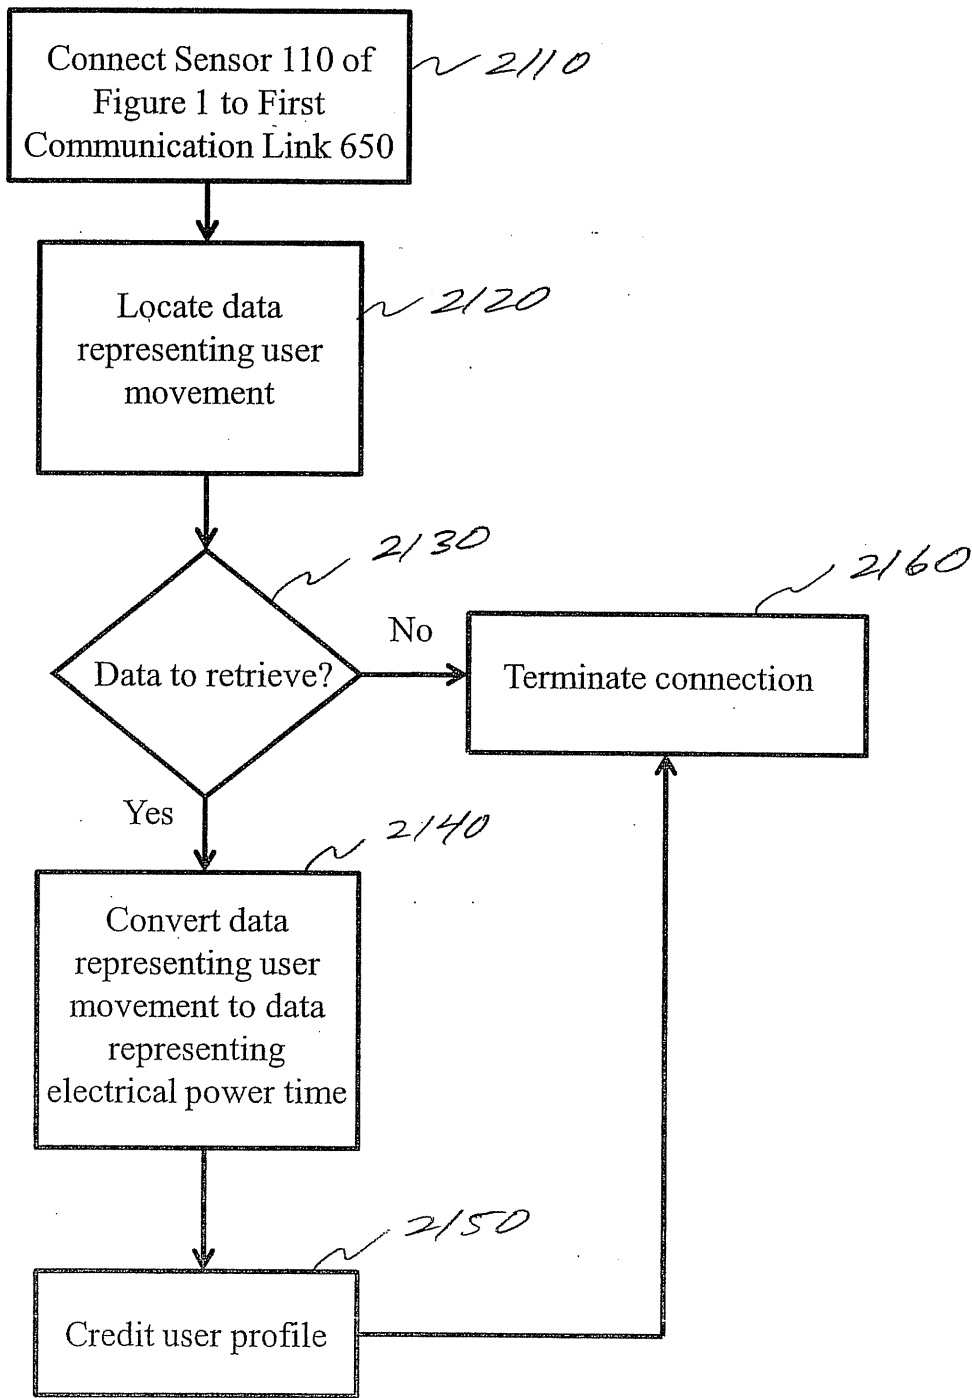 Connect Sensor 110 of
Figure 1 to First
Communication Link 650
2110
Locate data
representing user
movement
2120
2130
Data to retrieve?
No
2160
Terminate connection
Yes
2140
Convert data
representing user
movement to data
representing
electrical power time
2150
Credit user profile